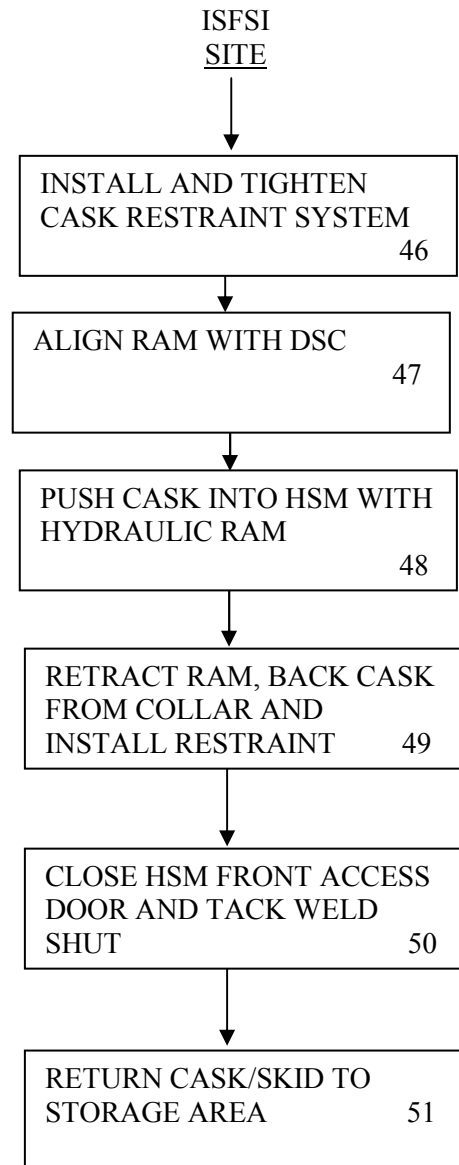 ISFSI
SITE
INSTALL AND TIGHTEN
CASK RESTRAINT SYSTEM
46
ALIGN RAM WITH DSC
47
PUSH CASK INTO HSM WITH
HYDRAULIC RAM
48
RETRACT RAM, BACK CASK
FROM COLLAR AND
INSTALL RESTRAINT 49
CLOSE HSM FRONT ACCESS
DOOR AND TACK WELD
SHUT 50
RETURN CASK/SKID TO
STORAGE AREA 51